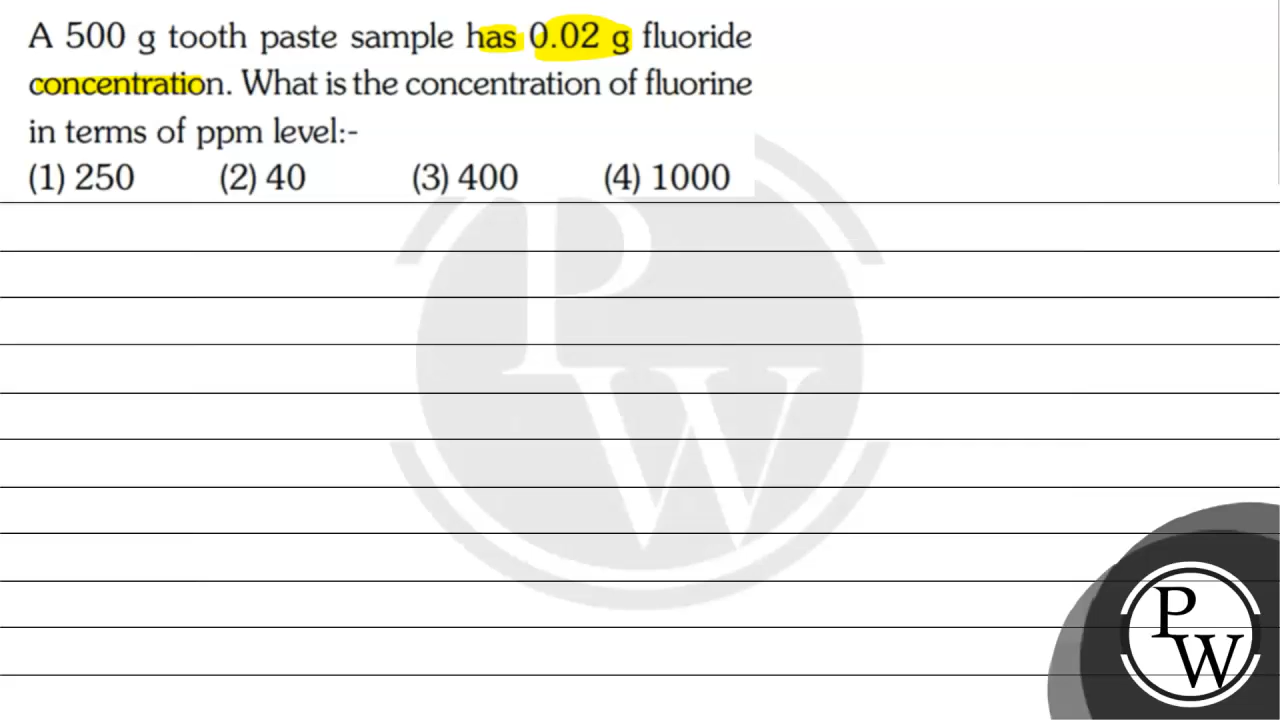 A 500 g tooth paste sample has 0.02 g fluoride
concentration. What is the concentration of fluorine
in terms of ppm level:-
(1) 250 (2) 40 (3) 400 (4) 1000
P
W
P
W